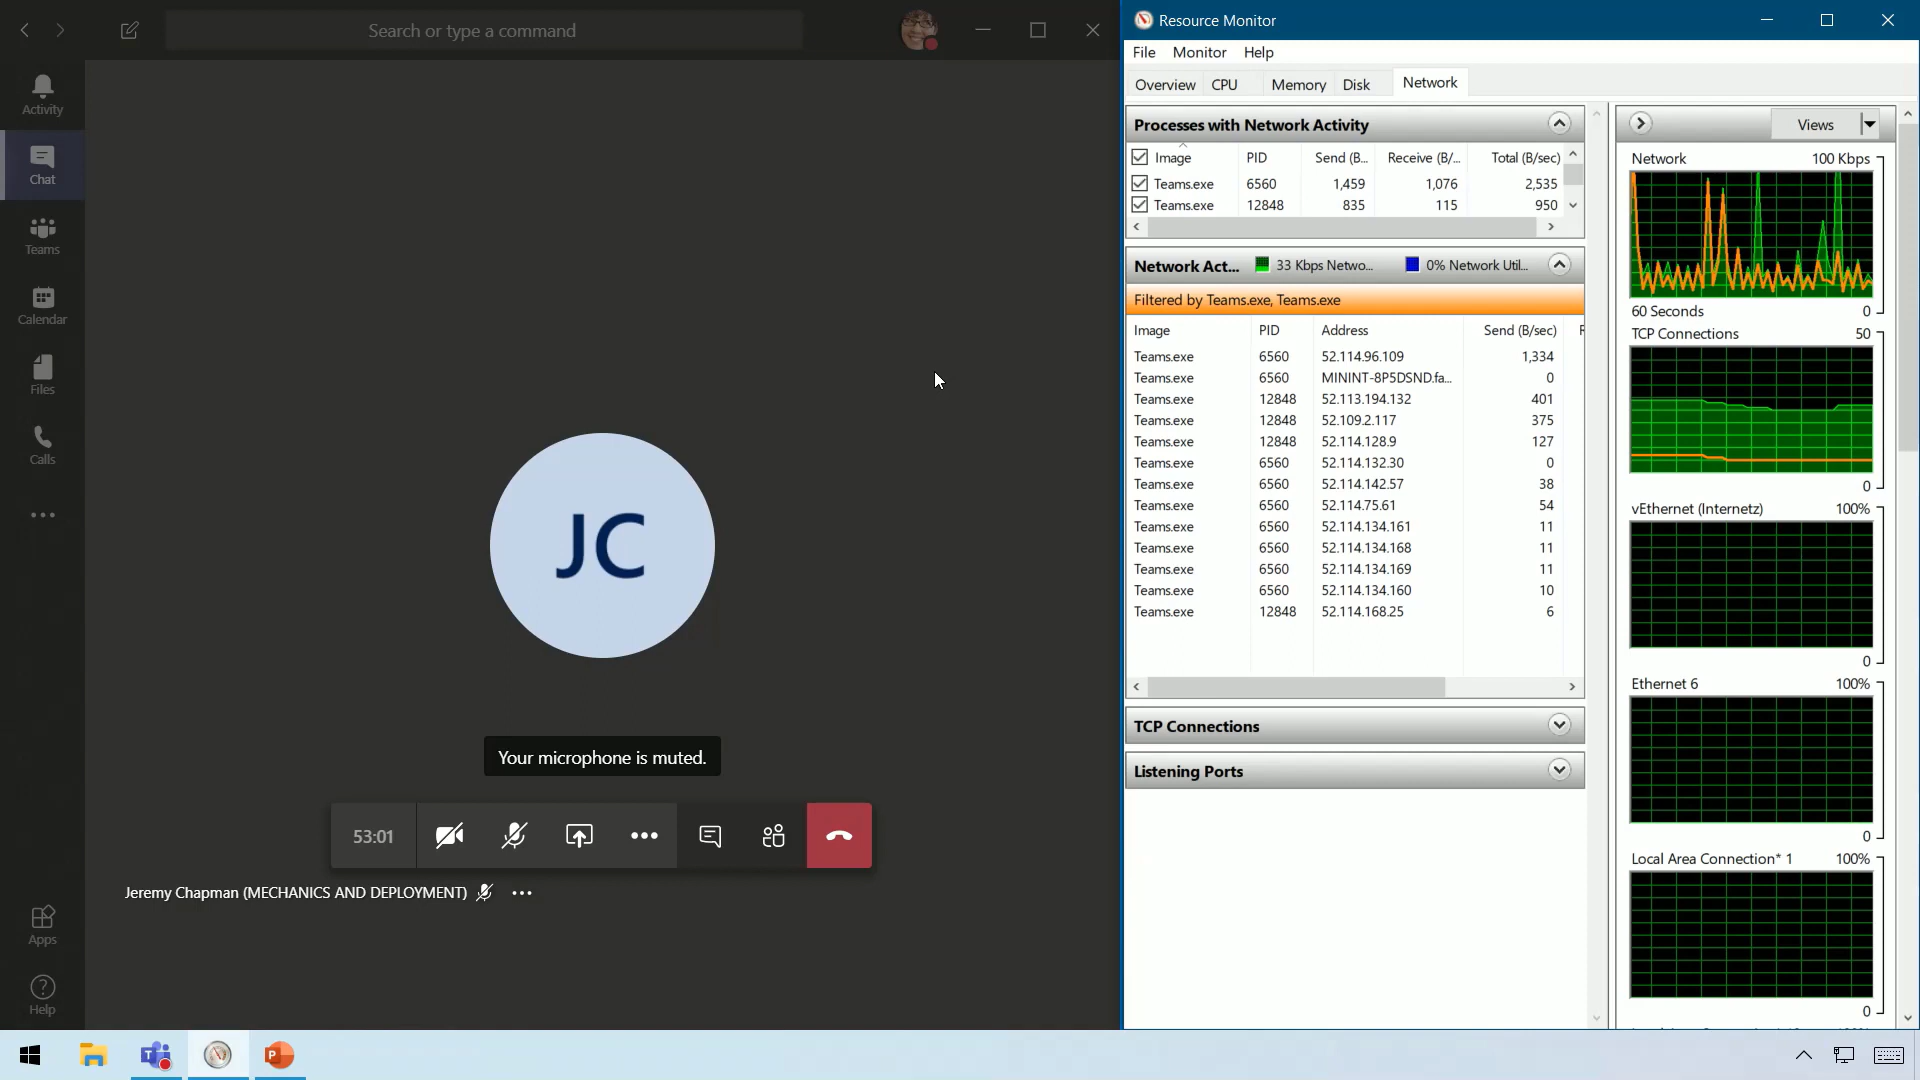 Search or type a command
Activity
Chat
Teams
Calendar
Files
Calls
Apps
Help
JC
Your microphone is muted.
53:01
Jeremy Chapman (MECHANICS AND DEPLOYMENT)
Resource Monitor
File Monitor Help
Overview CPU Memory Disk Network
Processes with Network Activity
Image PID Send (B... Receive (B/... Total (B/sec)
Teams.exe 6560 1,459 1,076 2,535
Teams.exe 12848 835 115 950
Network Act... 33 Kbps Netwo... 0% Network Util...
Filtered by Teams.exe, Teams.exe
Image PID Address Send (B/sec)
Teams.exe 6560 52.114.96.109 1,334
Teams.exe 6560 MININT-8P5DSND.fa... 0
Teams.exe 12848 52.113.194.132 401
Teams.exe 12848 52.109.2.117 375
Teams.exe 12848 52.114.128.9 127
Teams.exe 6560 52.114.132.30 0
Teams.exe 6560 52.114.142.57 38
Teams.exe 6560 52.114.75.61 54
Teams.exe 6560 52.114.134.161 11
Teams.exe 6560 52.114.134.168 11
Teams.exe 6560 52.114.134.169 11
Teams.exe 6560 52.114.134.160 10
Teams.exe 12848 52.114.168.25 6
TCP Connections
Listening Ports
Views
Network 100 Kbps
60 Seconds 0
TCP Connections 50
0
vEthernet (Internetz) 100%
0
Ethernet 6 100%
0
Local Area Connection* 1 100%
0